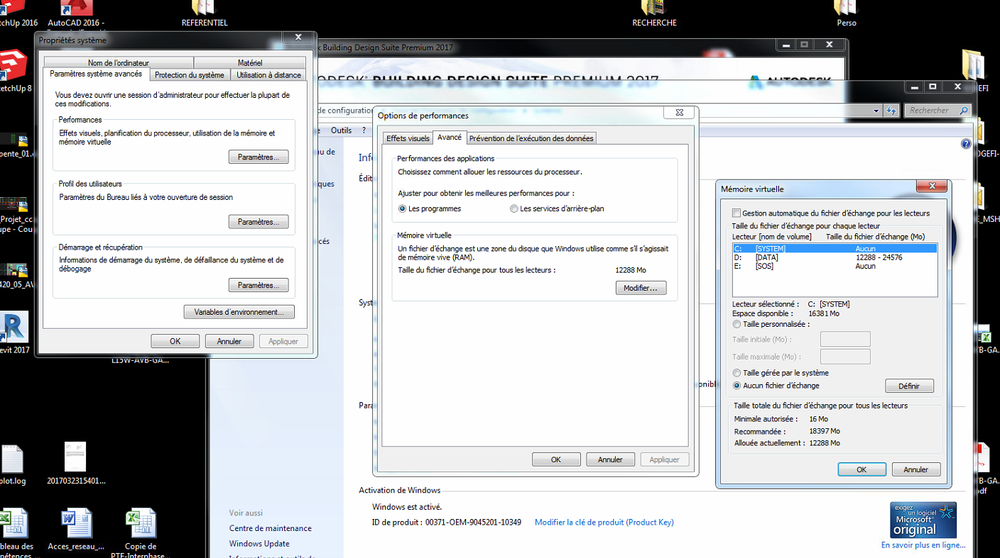 tchUp 2016
AutoCAD 2016 -
REFERENTIEL
RECHERCHE
Perso
etchUp 8
pente_01.
_Projet_cc
upe - Cou
420_05_AV
evit 2017
L15W-AVB-GA...
plot.log
2017032315401...
bleau des
pétences ...
Acces_reseau_...
Copie de
PTF-Interphase...
EFI
OGEFI-
E_MSH
VB-GA.
VB-GA.
pdf
Propriétés système
Nom de l'ordinateur
Matériel
Paramètres système avancés
Protection du système
Utilisation à distance
Vous devez ouvrir une session d'administrateur pour effectuer la plupart de
ces modifications.
Performances
Effets visuels, planification du processeur, utilisation de la mémoire et
mémoire virtuelle
Paramètres...
Profil des utilisateurs
Paramètres du Bureau liés à votre ouverture de session
Paramètres...
Démarrage et récupération
Infomations de démarrage du système, de défaillance du système et de
débogage
Paramètres...
Variables d'environnement...
OK
Annuler
Appliquer
k Building Design Suite Premium 2017
ODESK® BUILDING DESIGN SUITE PREMIUM 2017
AUTODESK
de configuration
Rechercher
e
Outils
?
au de
ques
cés
Inf
Édit
Syst
onibl
Para
Options de performances
Effets visuels
Avancé
Prévention de l'exécution des données
Performances des applications
Choisissez comment allouer les ressources du processeur.
Ajuster pour obtenir les meilleures performances pour :
Les programmes
Les services d'arrière-plan
Mémoire virtuelle
Un fichier d'échange est une zone du disque que Windows utilise comme s'il s'agissait
de mémoire vive (RAM).
Taille du fichier d'échange pour tous les lecteurs :
12288 Mo
Modifier...
OK
Annuler
Appliquer
Mémoire virtuelle
Gestion automatique du fichier d'échange pour les lecteurs
Taille du fichier d'échange pour chaque lecteur
Lecteur [nom de volume]
Taille du fichier d'échange (Mo)
C: [SYSTEM] Aucun
D: [DATA] 12288 - 24576
E: [SOS] Aucun
Lecteur sélectionné : C: [SYSTEM]
Espace disponible : 16381 Mo
Taille personnalisée :
Taille initiale (Mo) :
Taille maximale (Mo) :
Taille gérée par le système
Aucun fichier d'échange
Définir
Taille totale du fichier d'échange pour tous les lecteurs
Minimale autorisée : 16 Mo
Recommandée : 18397 Mo
Allouée actuellement : 12288 Mo
OK
Annuler
Activation de Windows
Windows est activé.
ID de produit : 00371-OEM-9045201-10349
Modifier la clé de produit (Product Key)
Voir aussi
Centre de maintenance
Windows Update
exigez
un logiciel
Microsoft®
original
En savoir plus en ligne...